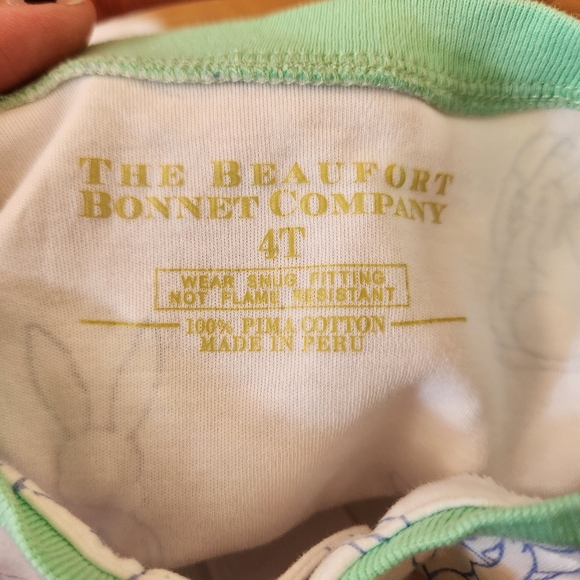 THE BEAUFORT
BONNET COMPANY
4T
WEAR SNUG FITTING
NOT FLAME RESISTANT
100% PIMA COTTON
MADE IN PERU